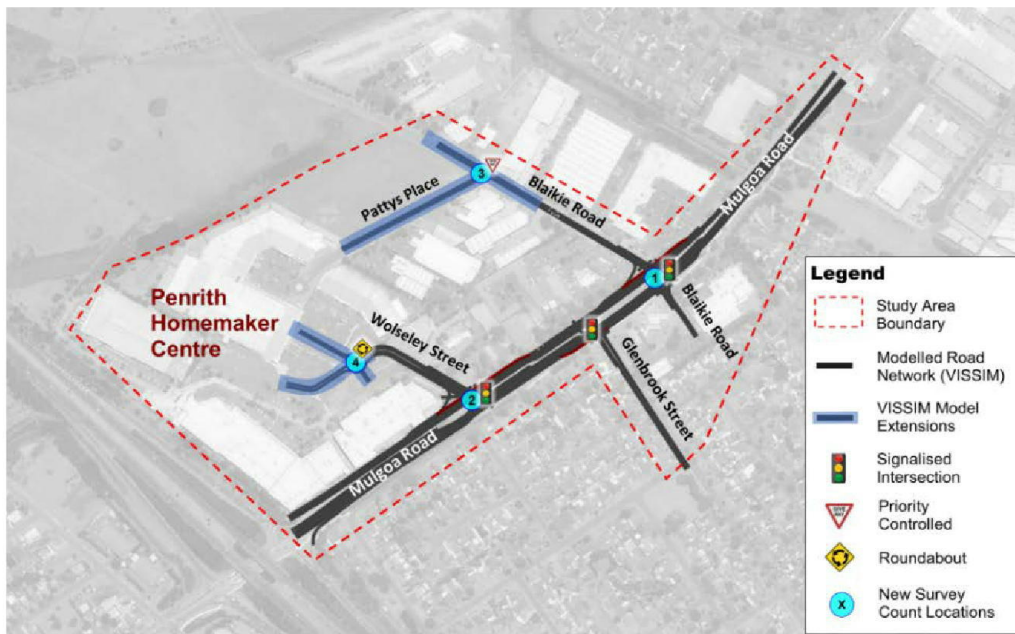 Mulgoa Road
3
Pattys Place
Blaikie Road
1
Penrith
Homemaker
Centre
Wolseley Street
4
2
Blaikie Road
Glenbrook Street
Mulgoa Road
Legend
Study Area
Boundary
Modelled Road
Network (VISSIM)
VISSIM Model
Extensions
Signalised
Intersection
Priority
Controlled
Roundabout
X
New Survey
Count Locations